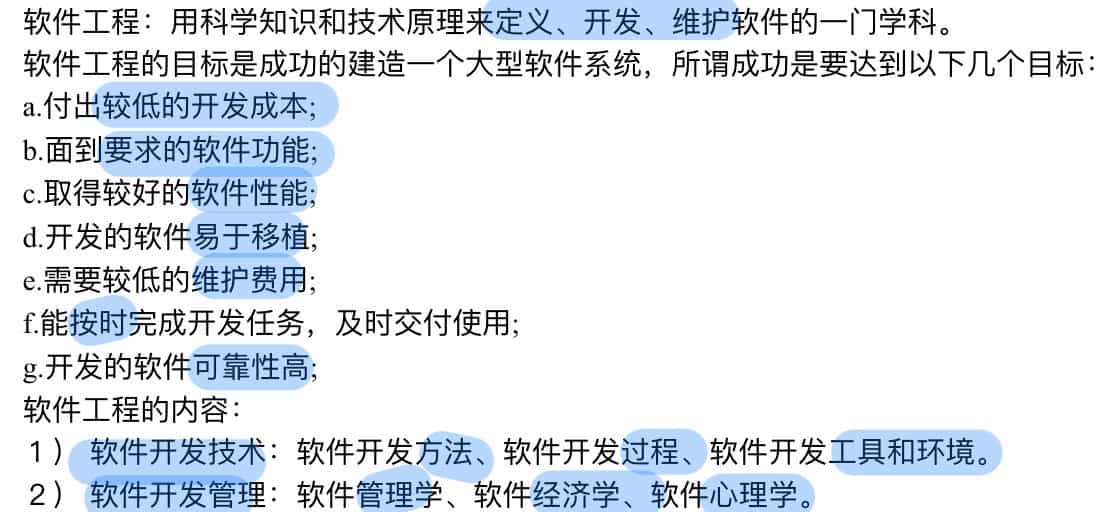 软件工程：用科学知识和技术原理来定义、开发、维护软件的一门学科。
软件工程的目标是成功的建造一个大型软件系统，所谓成功是要达到以下几个目标：
a.付出较低的开发成本;
b.面到要求的软件功能;
c.取得较好的软件性能;
d.开发的软件易于移植;
e.需要较低的维护费用;
f.能按时完成开发任务，及时交付使用;
g.开发的软件可靠性高;
软件工程的内容：
１） 软件开发技术：软件开发方法、软件开发过程、软件开发工具和环境。
２） 软件开发管理：软件管理学、软件经济学、软件心理学。